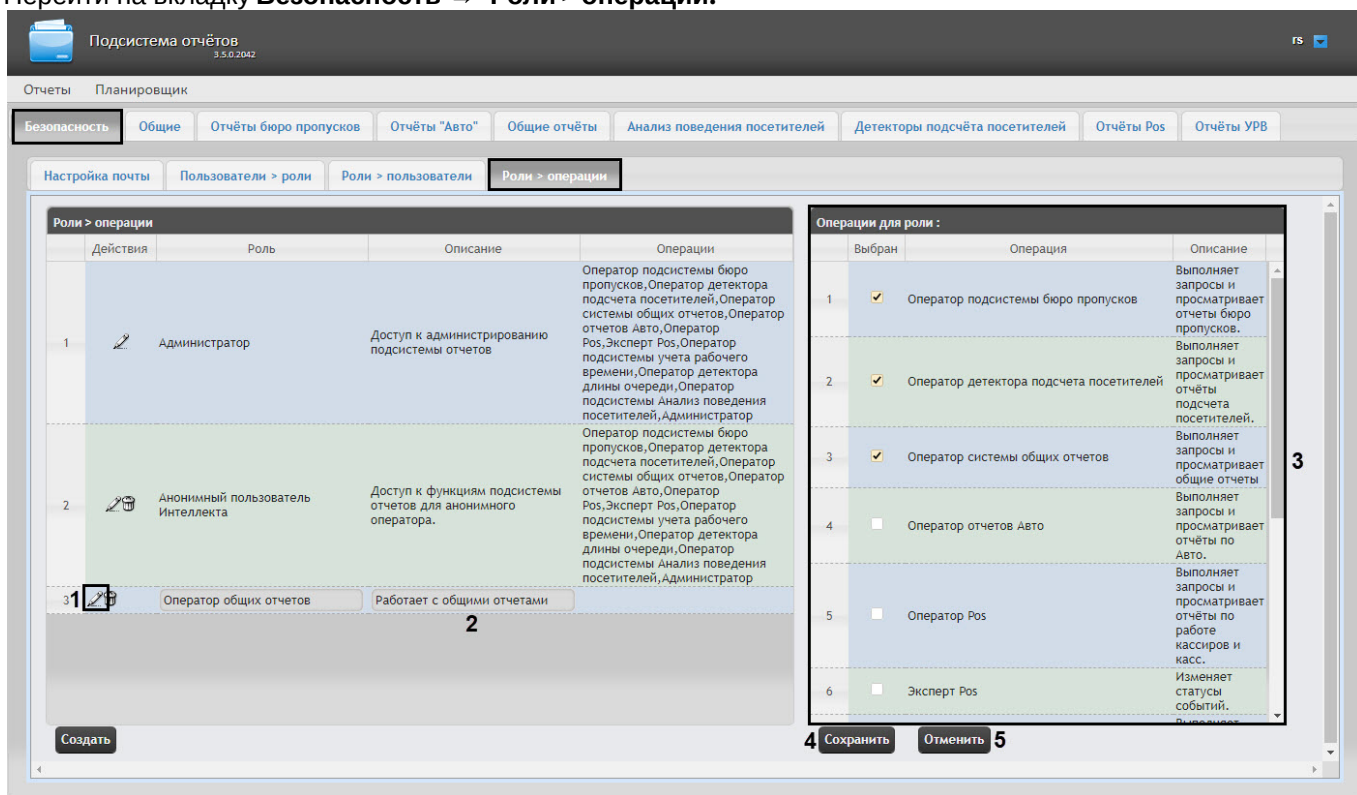 Перейти на вкладку Безопасность → Роли> операции.
Подсистема отчётов
3.5.0.2042
rs
Отчеты Планировщик
Безопасность Общие Отчёты бюро пропусков Отчёты "Авто" Общие отчёты Анализ поведения посетителей Детекторы подсчёта посетителей Отчёты Pos Отчёты УРВ
Настройка почты Пользователи > роли Роли > пользователи Роли > операции
Роли > операции
Действия Роль Описание Операции
1 Администратор
Доступ к администрированию
подсистемы отчетов
Оператор подсистемы бюро
пропусков,Оператор детектора
подсчета посетителей,Оператор
системы общих отчетов,Оператор
отчетов Авто,Оператор
Pos,Эксперт Pos,Оператор
подсистемы учета рабочего
времени,Оператор детектора
длины очереди,Оператор
подсистемы Анализ поведения
посетителей,Администратор
2 Анонимный пользователь
Интеллекта
Доступ к функциям подсистемы
отчетов для анонимного
оператора.
Оператор подсистемы бюро
пропусков,Оператор детектора
подсчета посетителей,Оператор
системы общих отчетов,Оператор
отчетов Авто,Оператор
Pos,Эксперт Pos,Оператор
подсистемы учета рабочего
времени,Оператор детектора
длины очереди,Оператор
подсистемы Анализ поведения
посетителей,Администратор
3 1 Оператор общих отчетов Работает с общими отчетами
2
Создать
Операции для роли :
Выбран Операция Описание
1 Оператор подсистемы бюро пропусков
Выполняет
запросы и
просматривает
отчеты бюро
пропусков.
2 Оператор детектора подсчета посетителей
Выполняет
запросы и
просматривает
отчёты
подсчета
посетителей.
3 Оператор системы общих отчетов
Выполняет
запросы и
просматривает
общие отчеты
3
4 Оператор отчетов Авто
Выполняет
запросы и
просматривает
отчёты по
Авто.
5 Оператор Pos
Выполняет
запросы и
просматривает
отчёты по
работе
кассиров и
касс.
6 Эксперт Pos
Изменяет
статусы
событий.
Выполняет
4 Сохранить Отменить 5